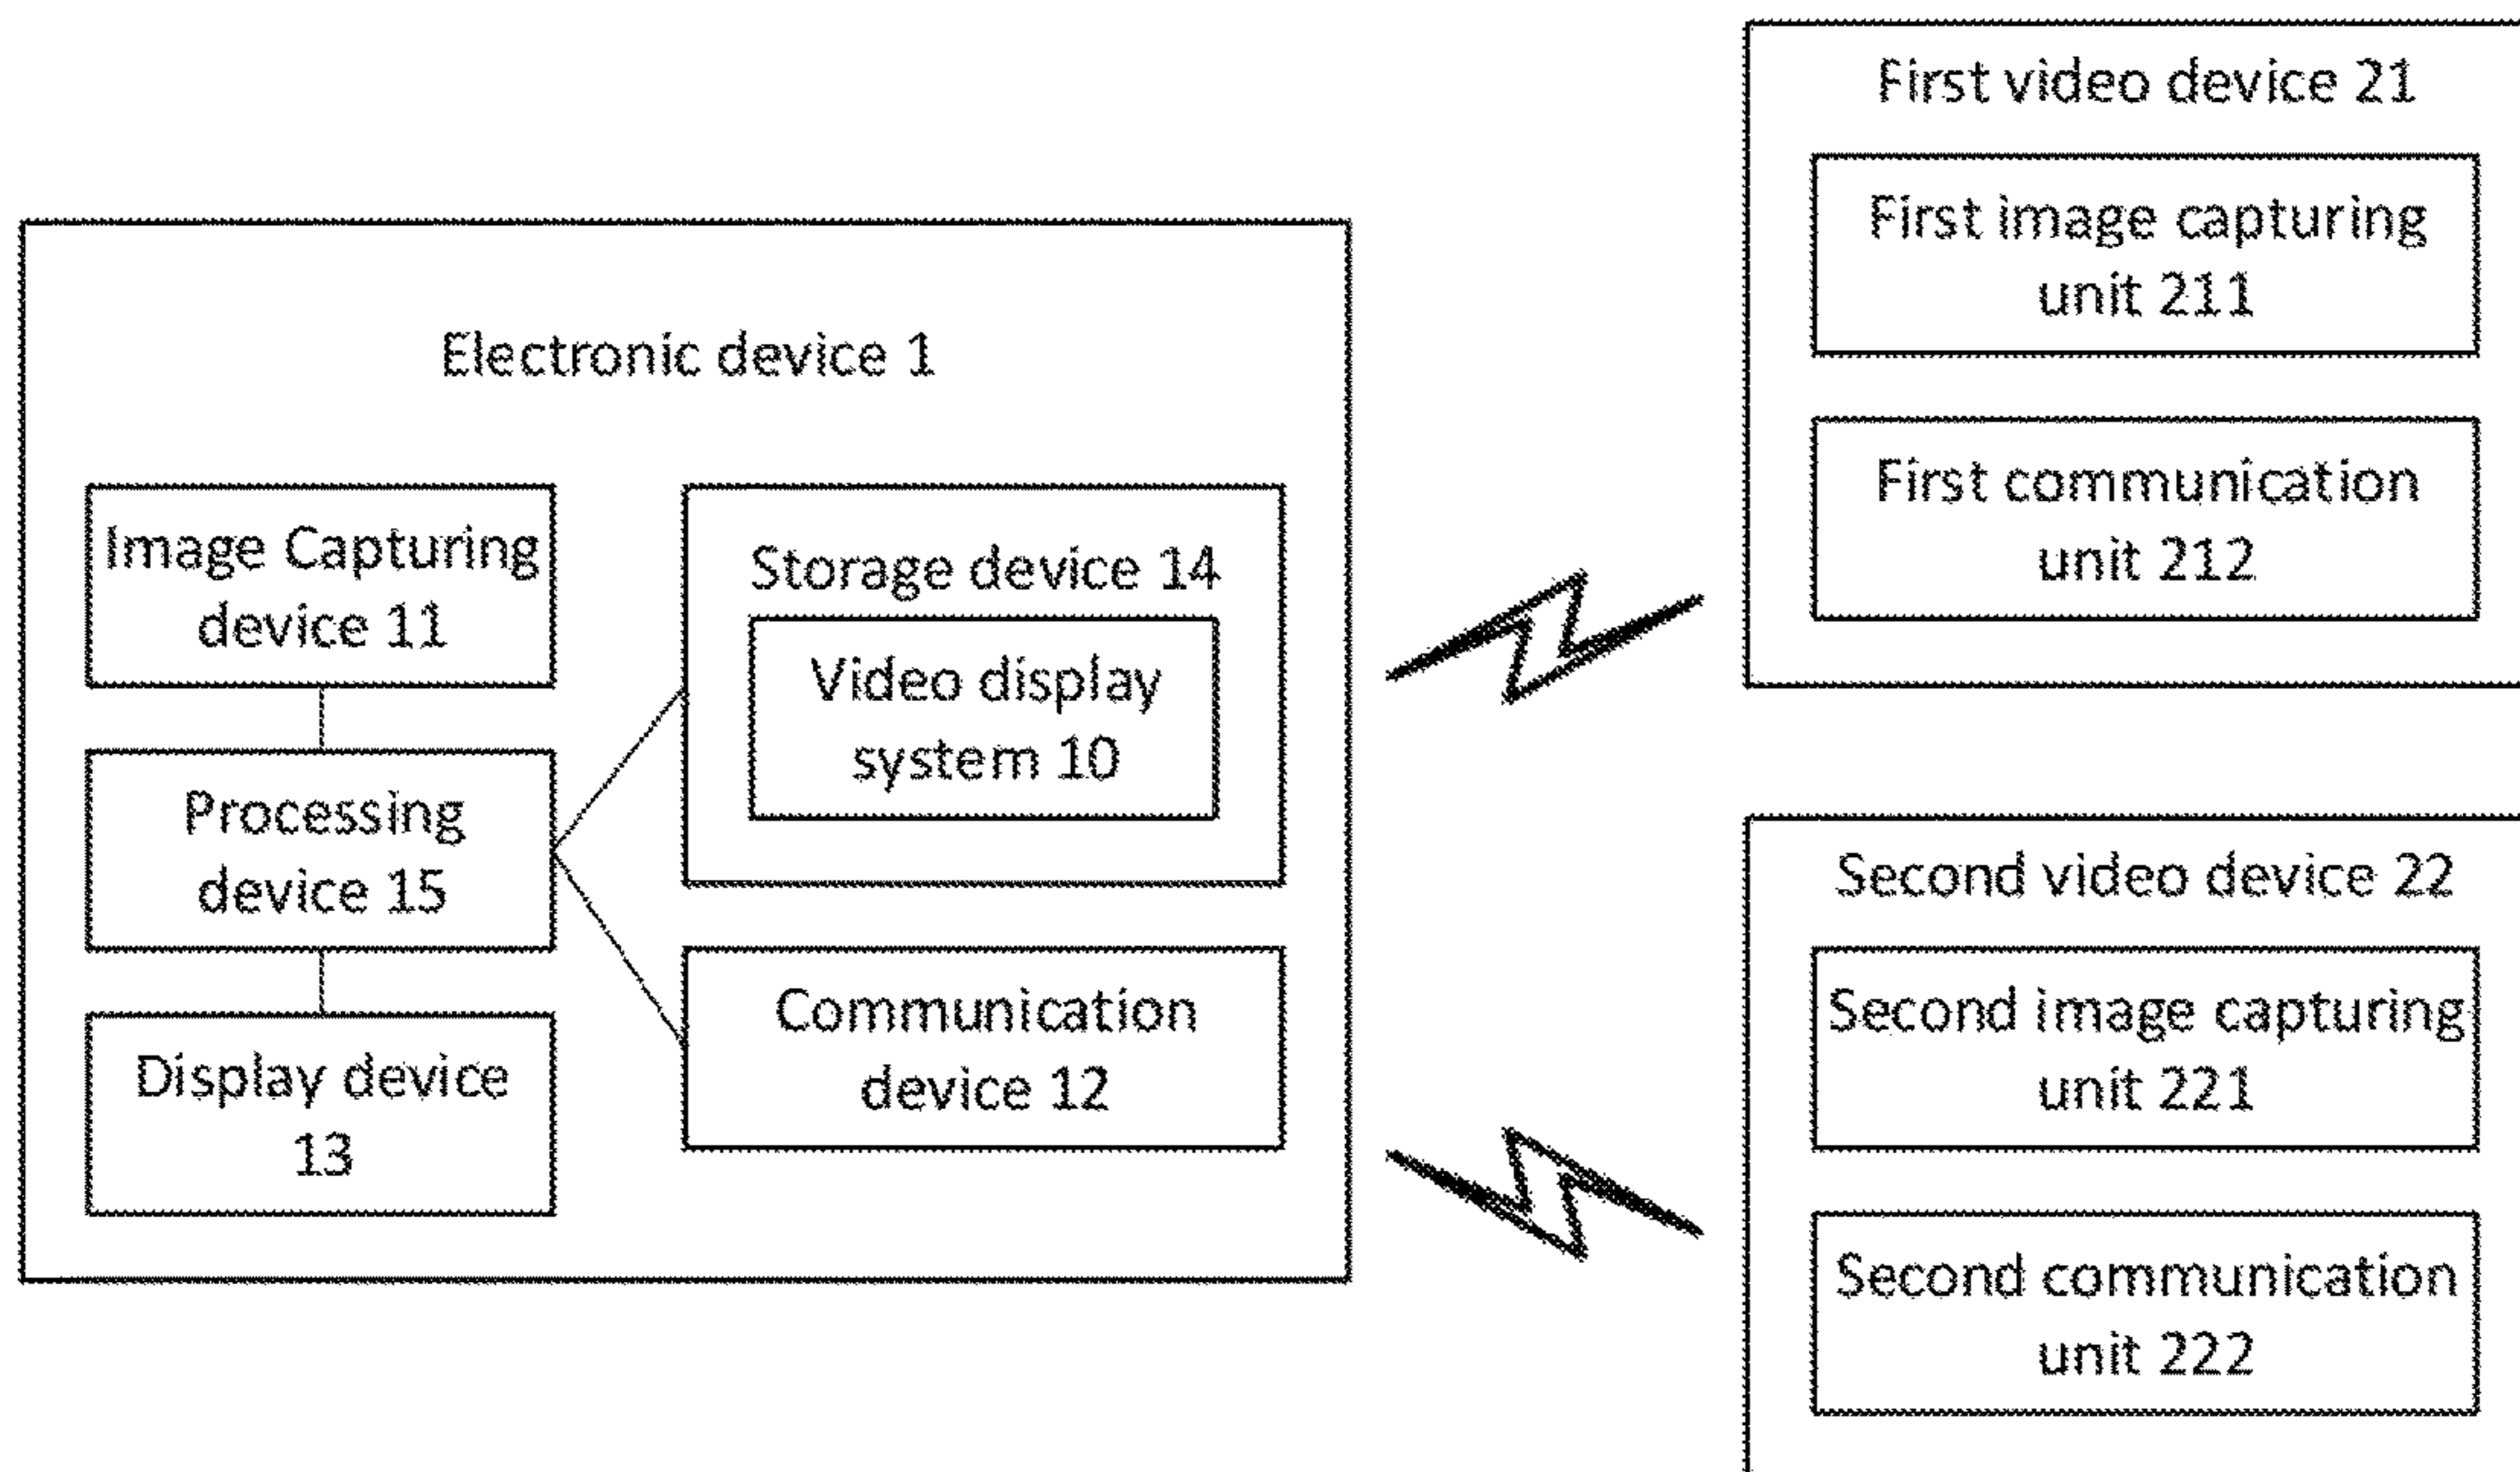 Electronic device 1
Image Capturing
device 11
Processing
device 15
Display device
13
Storage device 14
Video display
system 10
Communication
device 12
First video device 21
First image capturing
unit 211
First communication
unit 212
Second video device 22
Second image capturing
unit 221
Second communication
unit 222